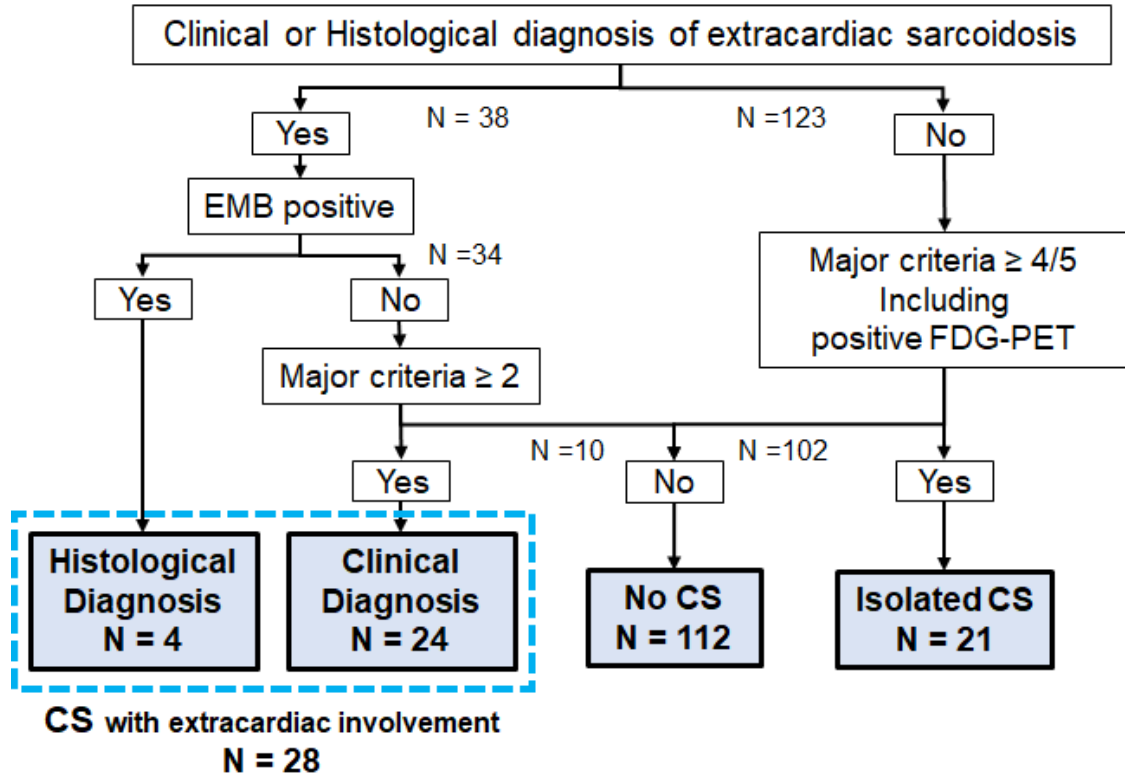 Clinical or Histological diagnosis of extracardiac sarcoidosis
N = 38
N =123
Yes
No
EMB positive
N =34
Yes
No
Major criteria ≥ 4/5
Including
positive FDG-PET
Major criteria ≥ 2
N =10
N =102
Yes
No
Yes
Histological
Diagnosis
N = 4
Clinical
Diagnosis
N = 24
No CS
N = 112
Isolated CS
N = 21
CS with extracardiac involvement
N = 28